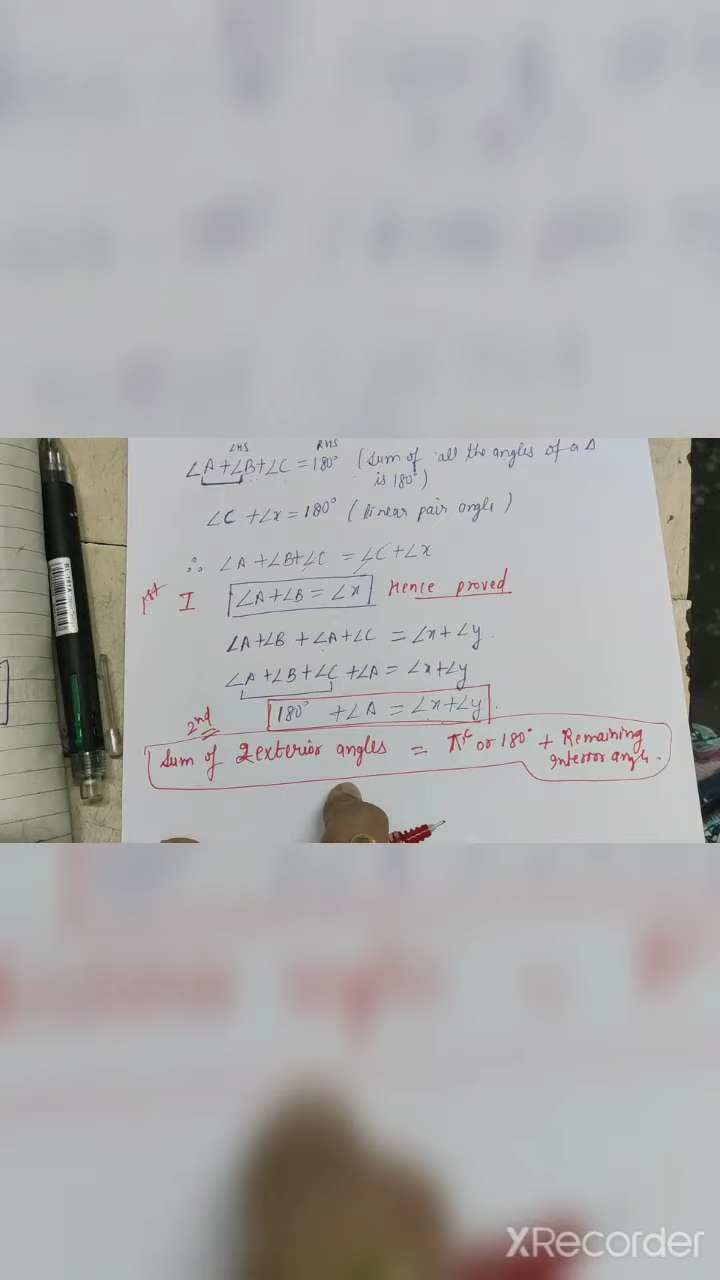 LHS RHS
∠A+∠B+∠C = 180° (Sum of all the angles of a Δ
is 180°)
∠C + ∠x = 180° (linear pair angle)
∴ ∠A+∠B+∠C = ∠C+∠x
1st I ∠A+∠B = ∠x Hence proved
∠A+∠B + ∠A+∠C = ∠x+∠y.
∠A+∠B+∠C+∠A = ∠x+∠y
180° + ∠A = ∠x+∠y.
2nd
Sum of 2 exterior angles = π^c or 180° + Remaining
interior angle.
XRecorder